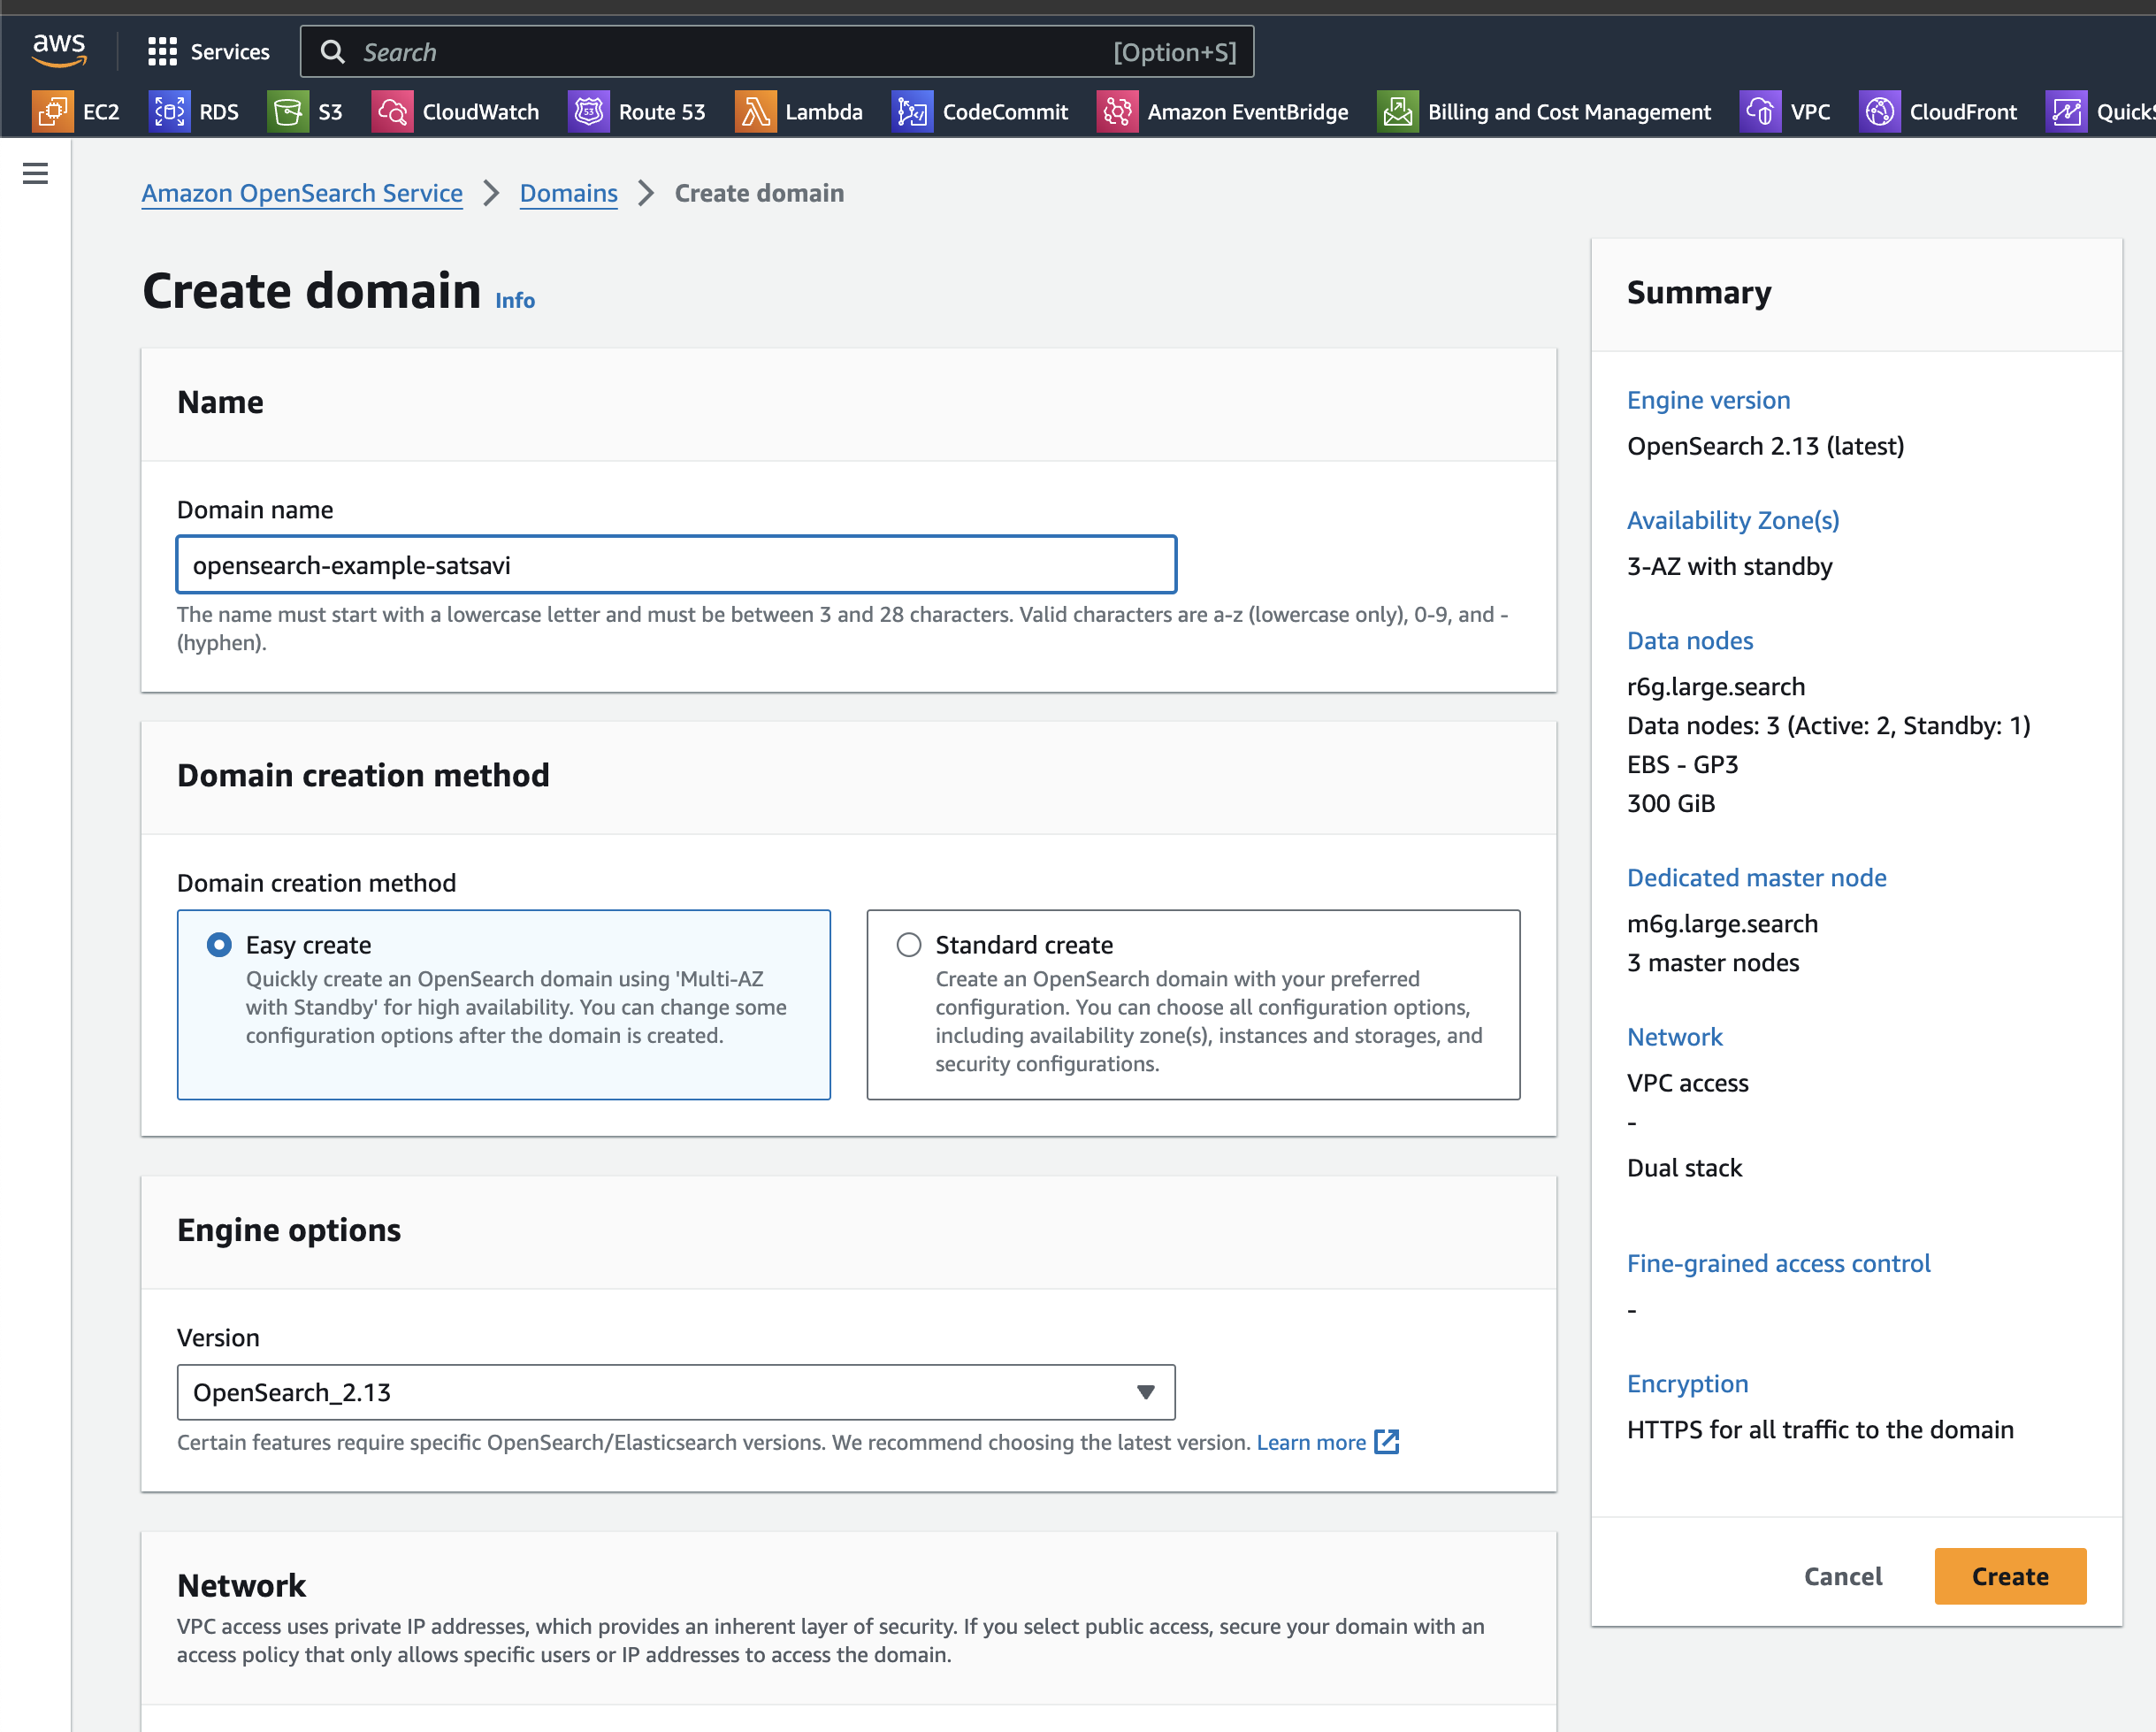 aws
Services
Search
[Option+S]
EC2
RDS
S3
CloudWatch
Route 53
Lambda
CodeCommit
Amazon EventBridge
Billing and Cost Management
VPC
CloudFront
QuickS
Amazon OpenSearch Service
Domains
Create domain
Create domain
Info
Name
Domain name
opensearch-example-satsavi
The name must start with a lowercase letter and must be between 3 and 28 characters. Valid characters are a-z (lowercase only), 0-9, and -
(hyphen).
Domain creation method
Domain creation method
Easy create
Quickly create an OpenSearch domain using 'Multi-AZ
with Standby' for high availability. You can change some
configuration options after the domain is created.
Standard create
Create an OpenSearch domain with your preferred
configuration. You can choose all configuration options,
including availability zone(s), instances and storages, and
security configurations.
Engine options
Version
OpenSearch_2.13
Certain features require specific OpenSearch/Elasticsearch versions. We recommend choosing the latest version. Learn more
Network
VPC access uses private IP addresses, which provides an inherent layer of security. If you select public access, secure your domain with an
access policy that only allows specific users or IP addresses to access the domain.
Summary
Engine version
OpenSearch 2.13 (latest)
Availability Zone(s)
3-AZ with standby
Data nodes
r6g.large.search
Data nodes: 3 (Active: 2, Standby: 1)
EBS - GP3
300 GiB
Dedicated master node
m6g.large.search
3 master nodes
Network
VPC access
-
Dual stack
Fine-grained access control
-
Encryption
HTTPS for all traffic to the domain
Cancel
Create